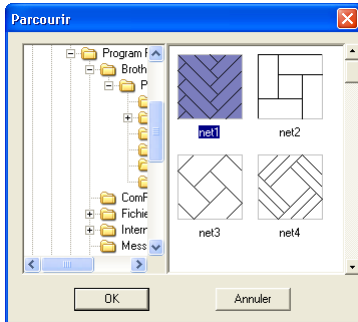 Parcourir
Program F
Broth
P
ComF
Fichie
Interr
Mess
net1
net2
net3
net4
OK
Annuler